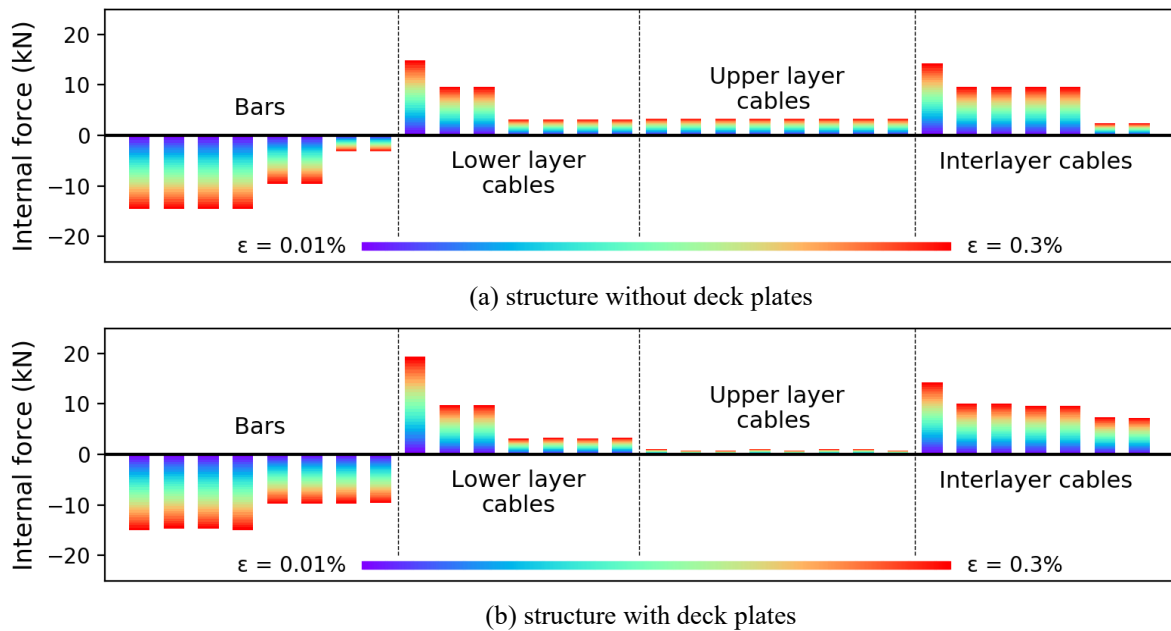 Internal force (kN)
20
10
0
−10
−20
Bars
Lower layer
cables
Upper layer
cables
Interlayer cables
ε = 0.01%
ε = 0.3%
(a) structure without deck plates
Internal force (kN)
20
10
0
−10
−20
Bars
Lower layer
cables
Upper layer
cables
Interlayer cables
ε = 0.01%
ε = 0.3%
(b) structure with deck plates